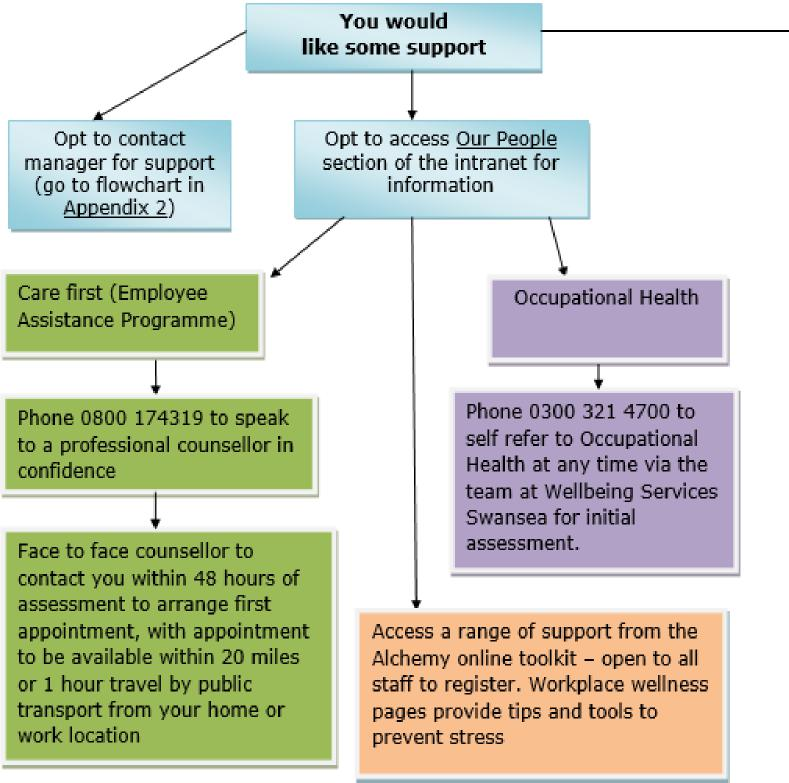 You would
like some support
Opt to contact
manager for support
(go to flowchart in
Appendix 2)
Opt to access Our People
section of the intranet for
information
Care first (Employee
Assistance Programme)
Phone 0800 174319 to speak
to a professional counsellor in
confidence
Face to face counsellor to
contact you within 48 hours of
assessment to arrange first
appointment, with appointment
to be available within 20 miles
or 1 hour travel by public
transport from your home or
work location
Access a range of support from the
Alchemy online toolkit – open to all
staff to register. Workplace wellness
pages provide tips and tools to
prevent stress
Occupational Health
Phone 0300 321 4700 to
self refer to Occupational
Health at any time via the
team at Wellbeing Services
Swansea for initial
assessment.